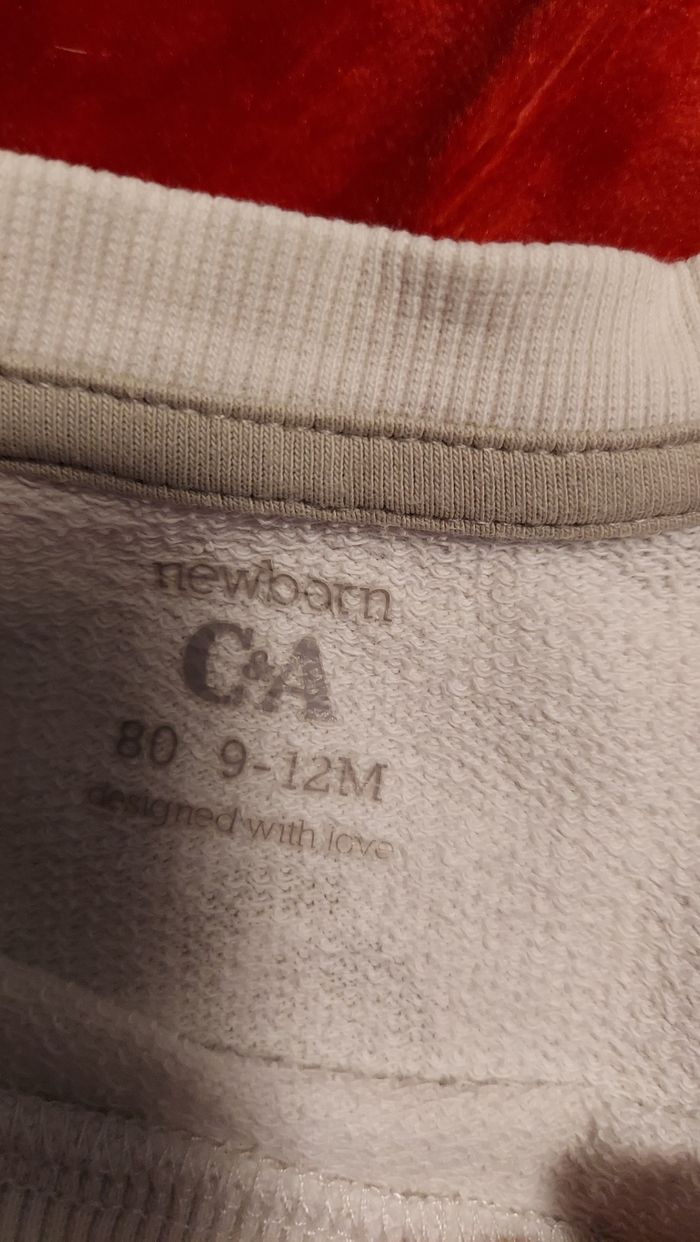 newborn
C&A
80 9-12M
designed with love